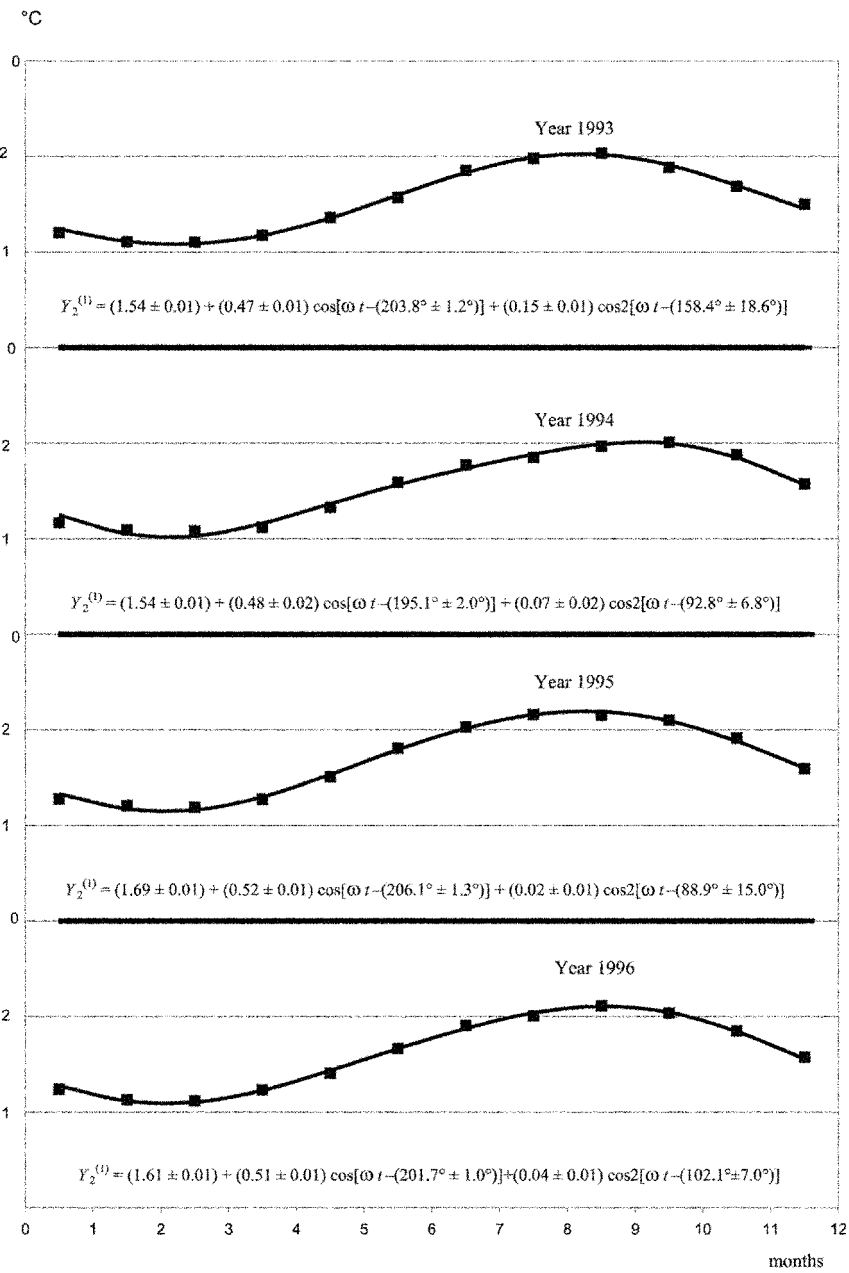 °C
0
Year 1993
2
1
Y₂⁽¹⁾ = (1.54 ± 0.01) + (0.47 ± 0.01) cos[ω t–(203.8° ± 1.2°)] + (0.15 ± 0.01) cos2[ω t–(158.4° ± 18.6°)]
0
Year 1994
2
1
Y₂⁽¹⁾ = (1.54 ± 0.01) + (0.48 ± 0.02) cos[ω t–(195.1° ± 2.0°)] + (0.07 ± 0.02) cos2[ω t–(92.8° ± 6.8°)]
0
Year 1995
2
1
Y₂⁽¹⁾ = (1.69 ± 0.01) + (0.52 ± 0.01) cos[ω t–(206.1° ± 1.3°)] + (0.02 ± 0.01) cos2[ω t–(88.9° ± 15.0°)]
0
Year 1996
2
1
Y₂⁽¹⁾ = (1.61 ± 0.01) + (0.51 ± 0.01) cos[ω t–(201.7° ± 1.0°)]+(0.04 ± 0.01) cos2[ω t–(102.1°±7.0°)]
0 1 2 3 4 5 6 7 8 9 10 11 12
months